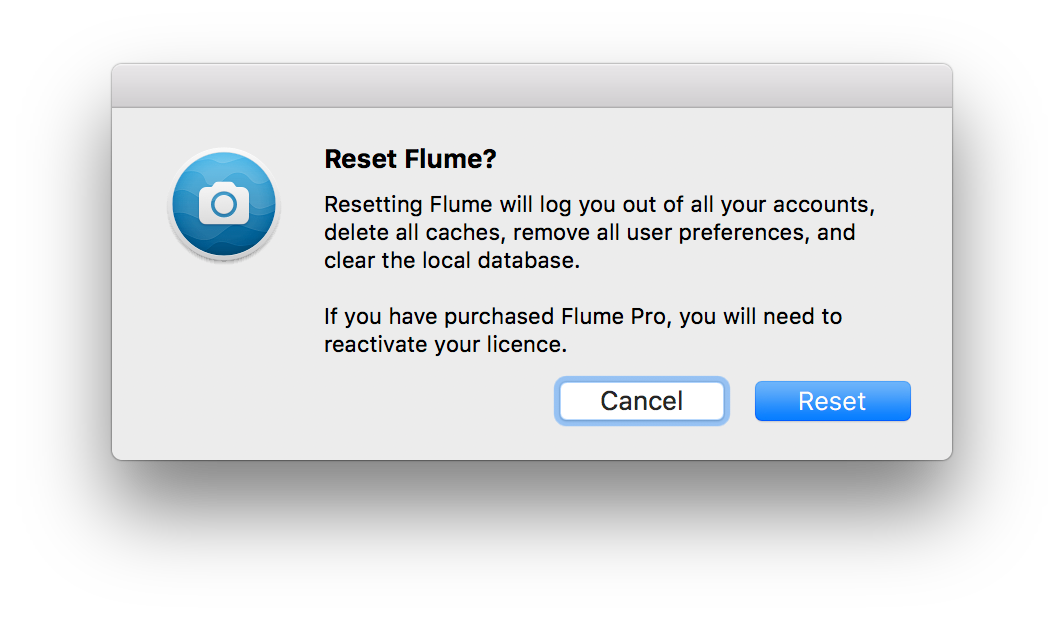 Reset Flume?
Resetting Flume will log you out of all your accounts,
delete all caches, remove all user preferences, and
clear the local database.
If you have purchased Flume Pro, you will need to
reactivate your licence.
Cancel
Reset